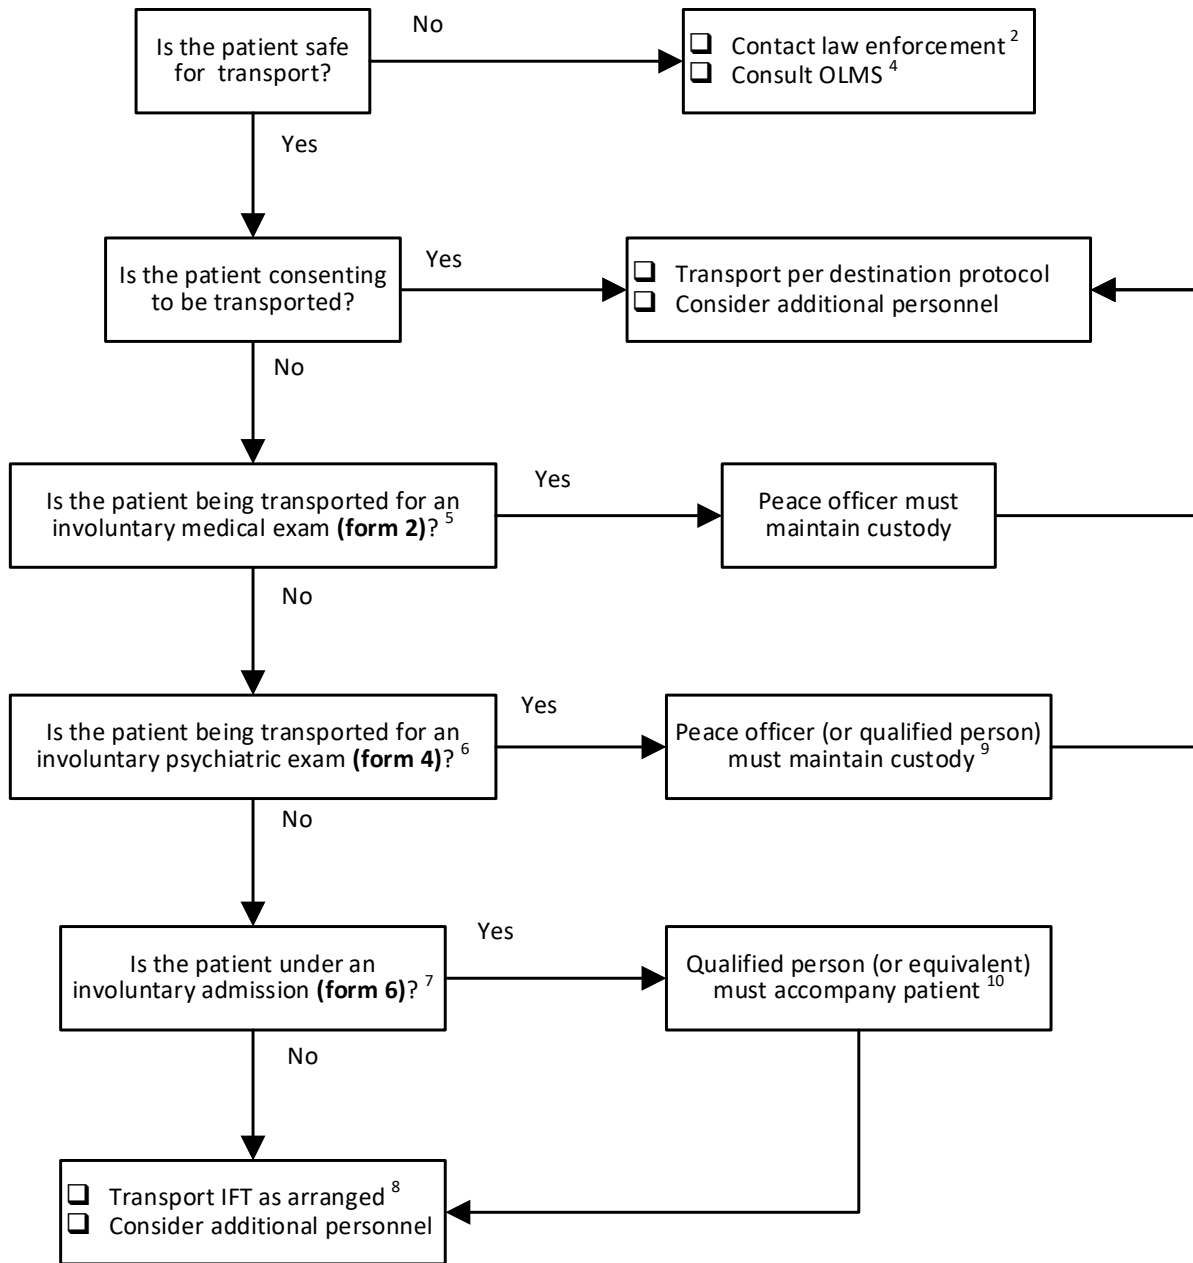 Is the patient safe
for transport?
No
❑ Contact law enforcement 2
❑ Consult OLMS 4
Yes
Is the patient consenting
to be transported?
Yes
❑ Transport per destination protocol
❑ Consider additional personnel
No
Is the patient being transported for an
involuntary medical exam (form 2)? 5
Yes
Peace officer must
maintain custody
No
Is the patient being transported for an
involuntary psychiatric exam (form 4)? 6
Yes
Peace officer (or qualified person)
must maintain custody 9
No
Is the patient under an
involuntary admission (form 6)? 7
Yes
Qualified person (or equivalent)
must accompany patient 10
No
❑ Transport IFT as arranged 8
❑ Consider additional personnel